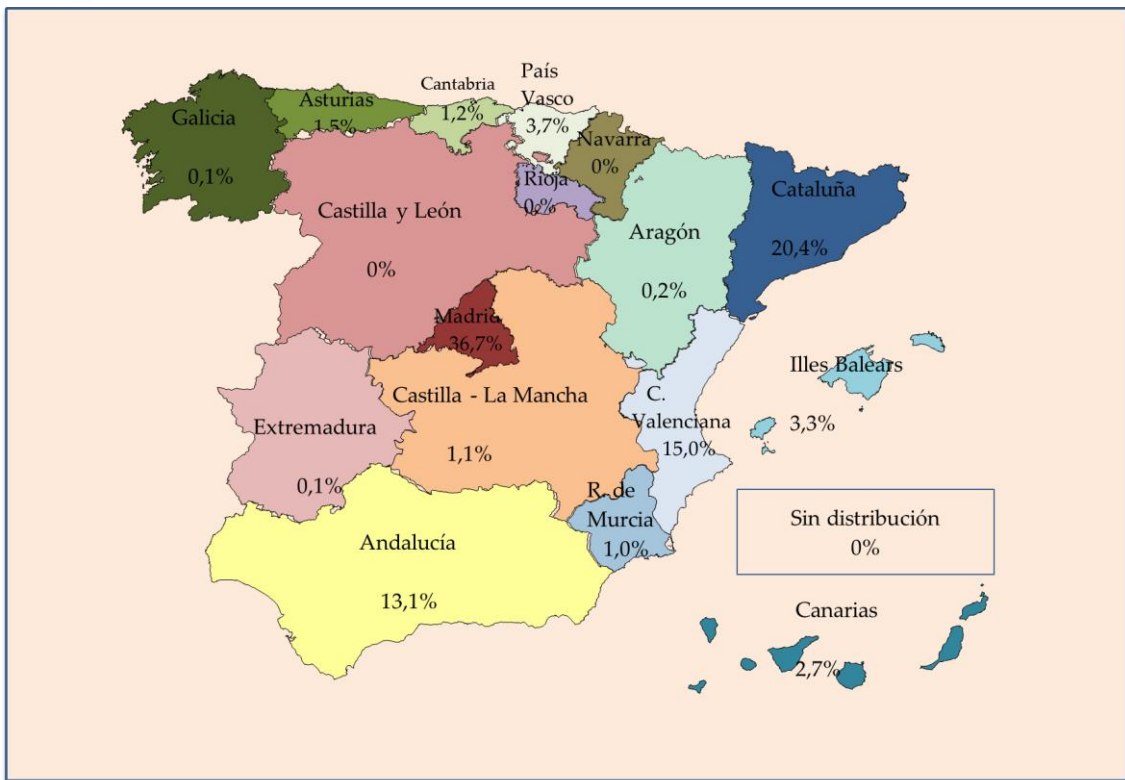 País
Vasco
3,7%
Cantabria
1,2%
Asturias
1,5%
Galicia
0,1%
Navarra
0%
Rioja
Castilla y León
0%
Cataluña
20,4%
Aragón
0,2%
Madrid
36,7%
Illes Balears
3,3%
Castilla - La Mancha
1,1%
C.
Valenciana
15,0%
Extremadura
0,1%
R. de
Murcia
1,0%
Sin distribución
0%
Andalucía
13,1%
Canarias
2,7%